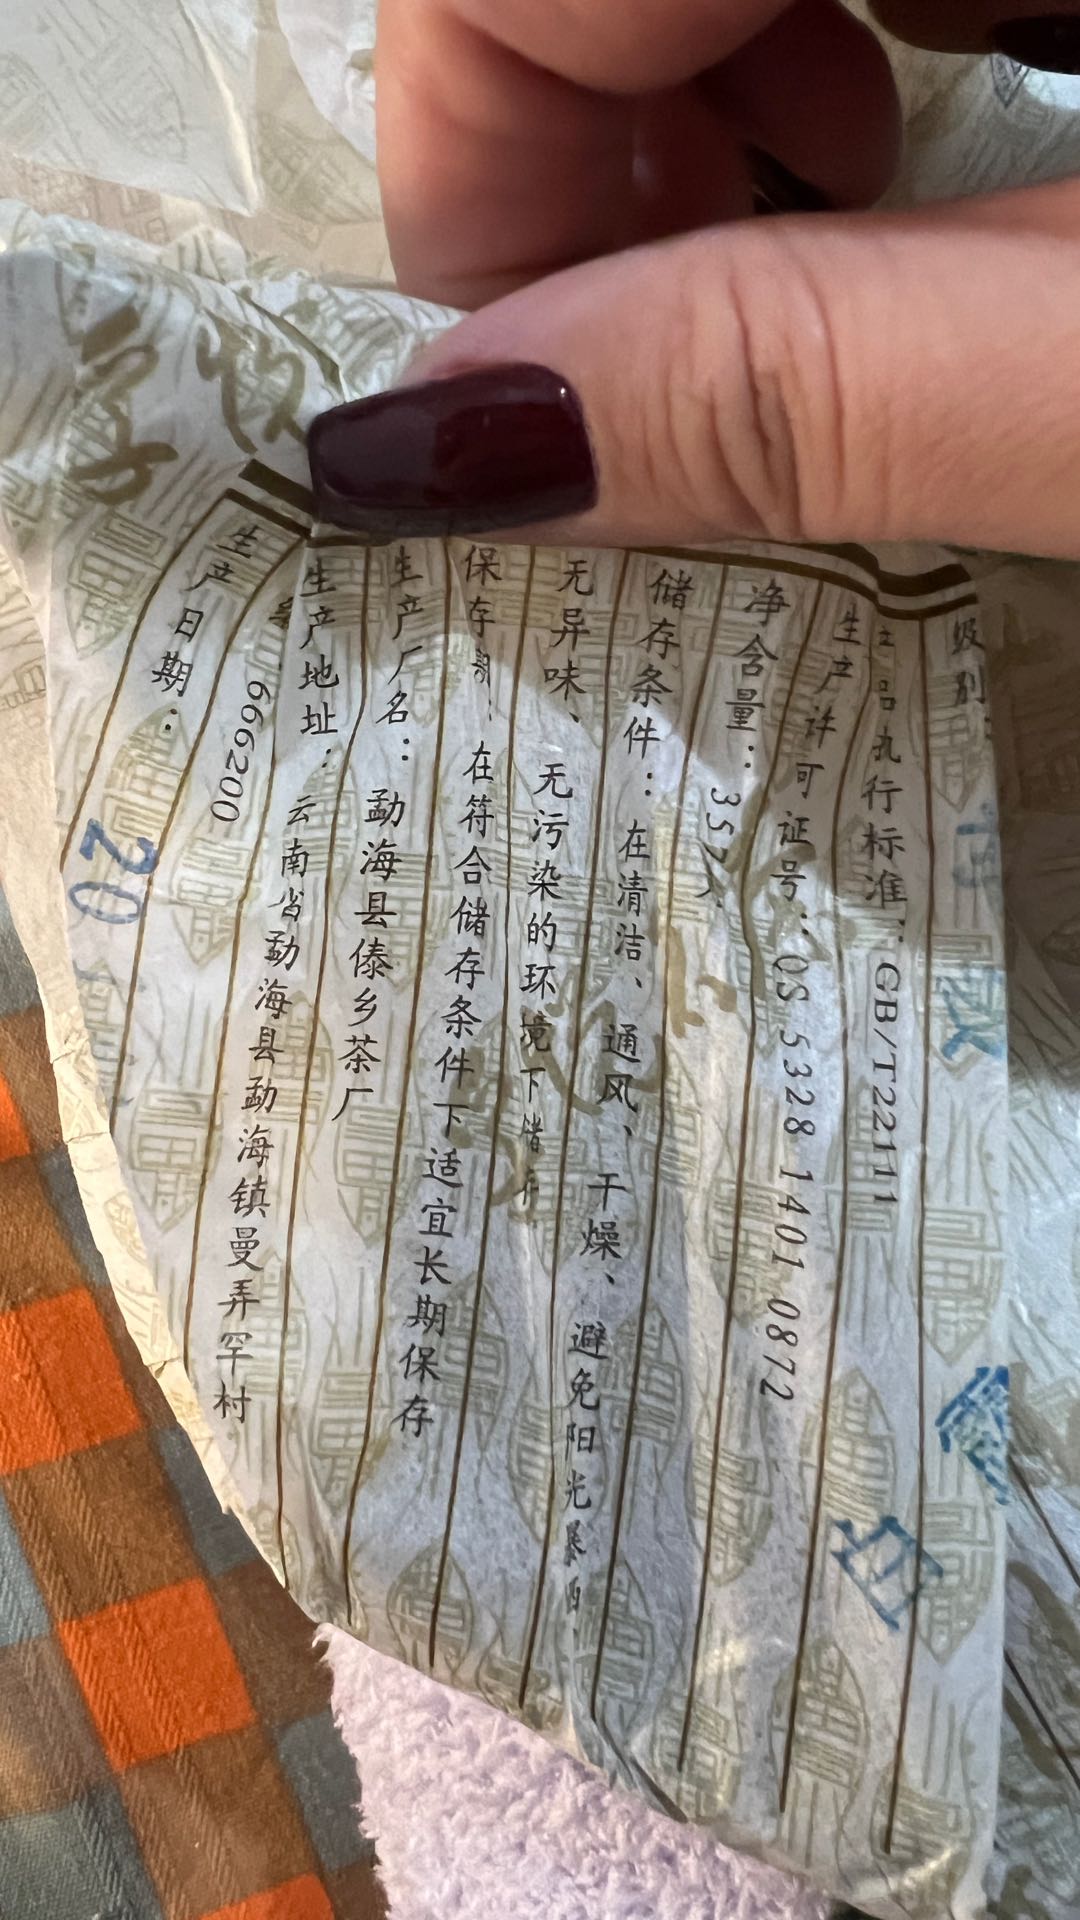 级别：
产品执行标准：GB/T22111
生产许可证号：QS 5328 1401 0872
净含量：357
储存条件：在清洁、通风、干燥、避免阳光暴晒、
无异味、无污染的环境下储存
保存期：在符合储存条件下适宜长期保存
生产厂名：勐海县傣乡茶厂
生产地址：云南省勐海县勐海镇曼弄罕村
666200
生产日期：20